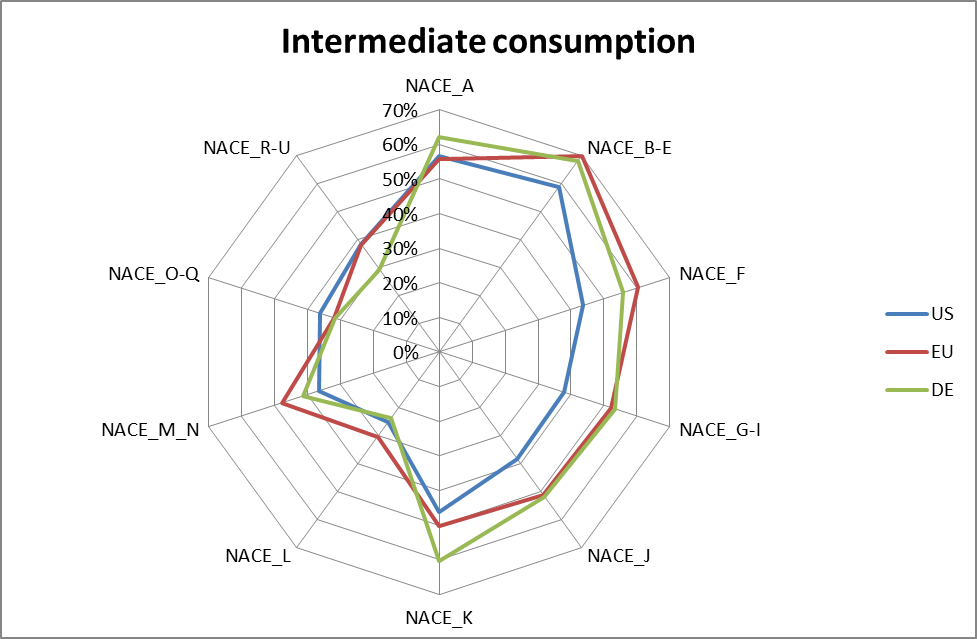 Intermediate consumption
NACE_A
70%
60%
50%
40%
30%
20%
10%
0%
NACE_B-E
NACE_F
NACE_G-I
NACE_J
NACE_K
NACE_L
NACE_M_N
NACE_O-Q
NACE_R-U
US
EU
DE